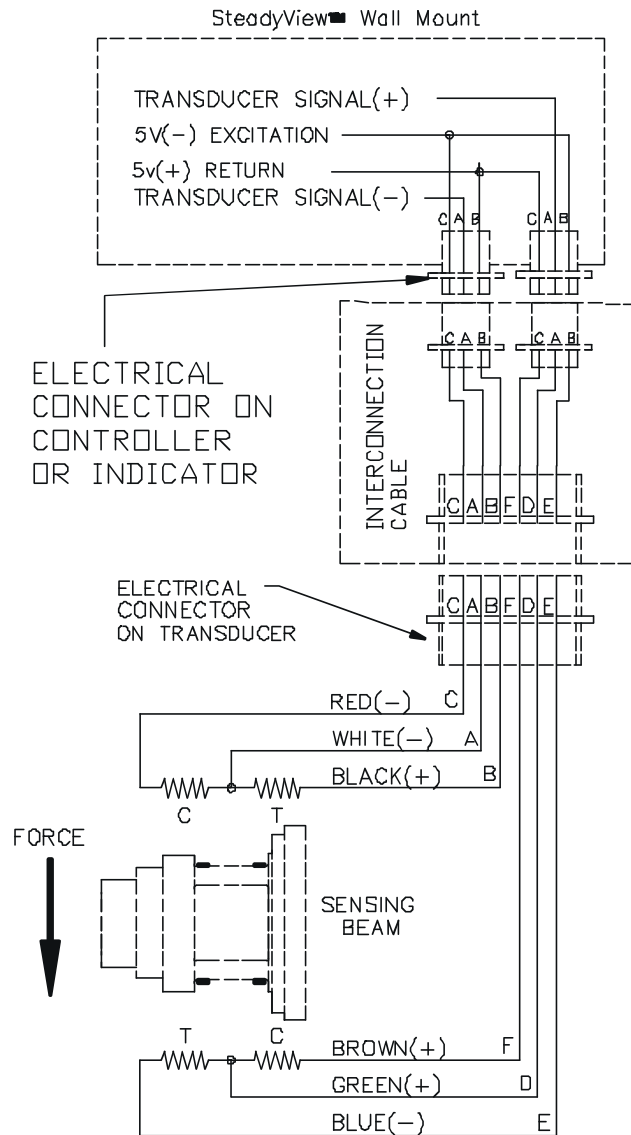 SteadyView™ Wall Mount
TRANSDUCER SIGNAL(+)
5V(-) EXCITATION
5v(+) RETURN
TRANSDUCER SIGNAL(-)
C A B
C A B
C A B
C A B
ELECTRICAL
CONNECTOR ON
CONTROLLER
OR INDICATOR
INTERCONNECTION
CABLE
C A B F D E
ELECTRICAL
CONNECTOR
ON TRANSDUCER
C A B F D E
RED(-) C
WHITE(-) A
BLACK(+) B
C T
FORCE
SENSING
BEAM
T C
BROWN(+) F
GREEN(+) D
BLUE(-) E